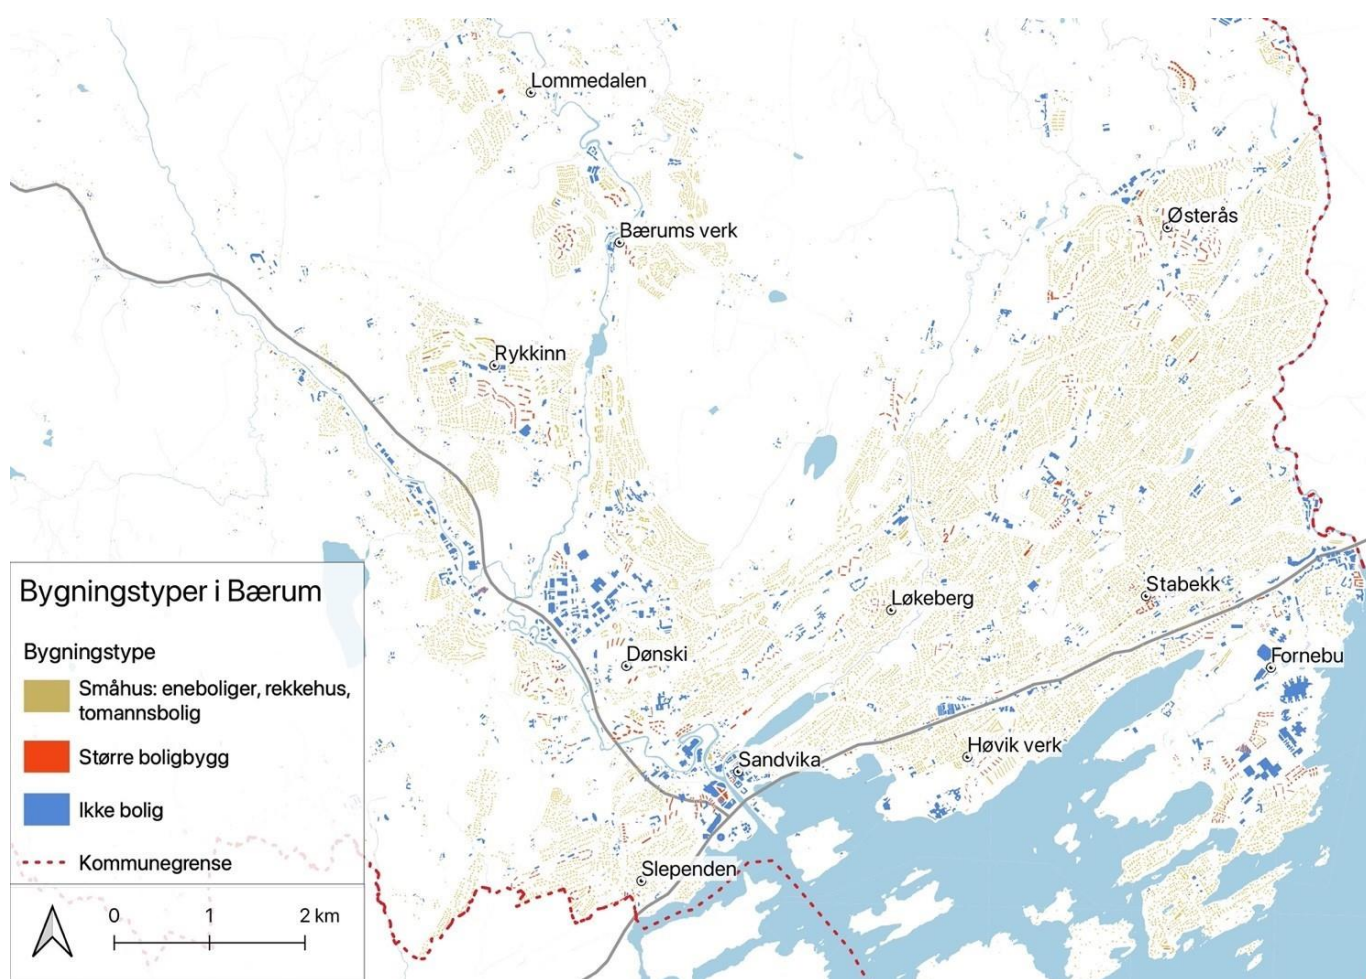 Lommedalen
Østerås
Bærums verk
Rykkinn
Bygningstyper i Bærum
Stabekk
Løkeberg
Dønski
Fornebu
Bygningstype
Småhus: eneboliger, rekkehus,
tomannsbolig
Større boligbygg
Høvik verk
Sandvika
Ikke bolig
Kommunegrense
Slependen
0 1 2 km